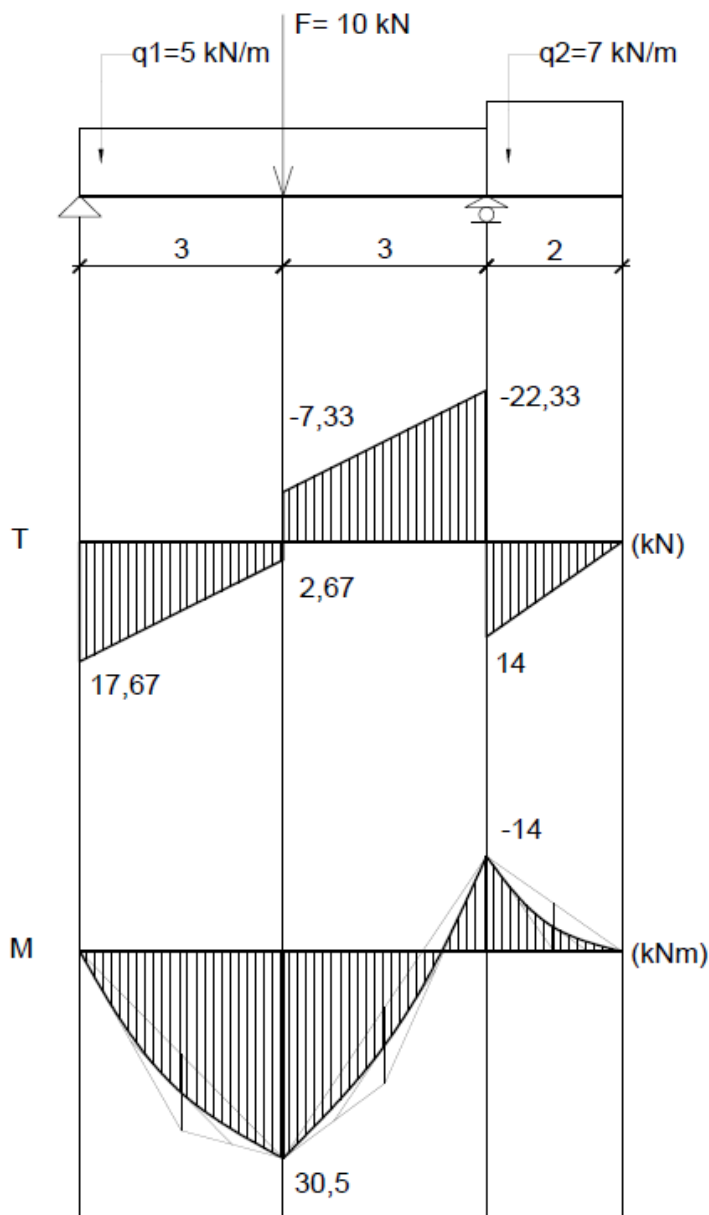 F= 10 kN
q1=5 kN/m
q2=7 kN/m
3
3
2
-7,33
-22,33
T
(kN)
2,67
17,67
14
-14
M
(kNm)
30,5